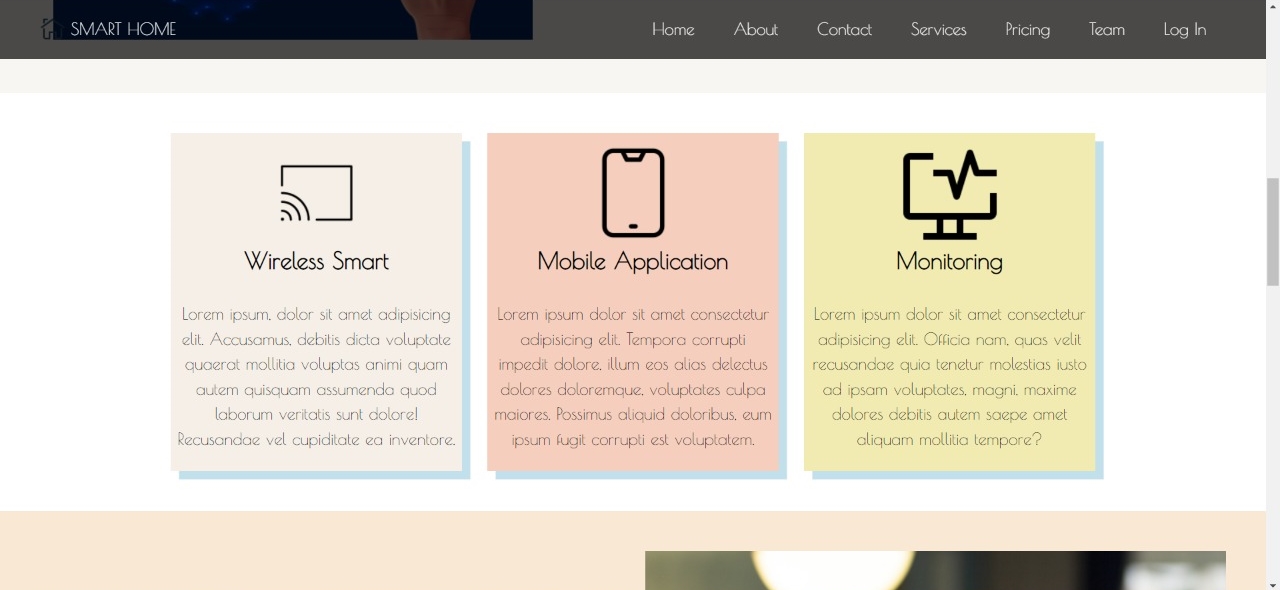 SMART HOME
Home About Contact Services Pricing Team Log In
Wireless Smart
Lorem ipsum, dolor sit amet adipisicing
elit. Accusamus, debitis dicta voluptate
quaerat mollitia voluptas animi quam
autem quisquam assumenda quod
laborum veritatis sunt dolore!
Recusandae vel cupiditate ea inventore.
Mobile Application
Lorem ipsum dolor sit amet consectetur
adipisicing elit. Tempora corrupti
impedit dolore, illum eos alias delectus
dolores doloremque, voluptates culpa
maiores. Possimus aliquid doloribus, eum
ipsum fugit corrupti est voluptatem.
Monitoring
Lorem ipsum dolor sit amet consectetur
adipisicing elit. Officia nam, quas velit
recusandae quia tenetur molestias iusto
ad ipsam voluptates, magni, maxime
dolores debitis autem saepe amet
aliquam mollitia tempore?